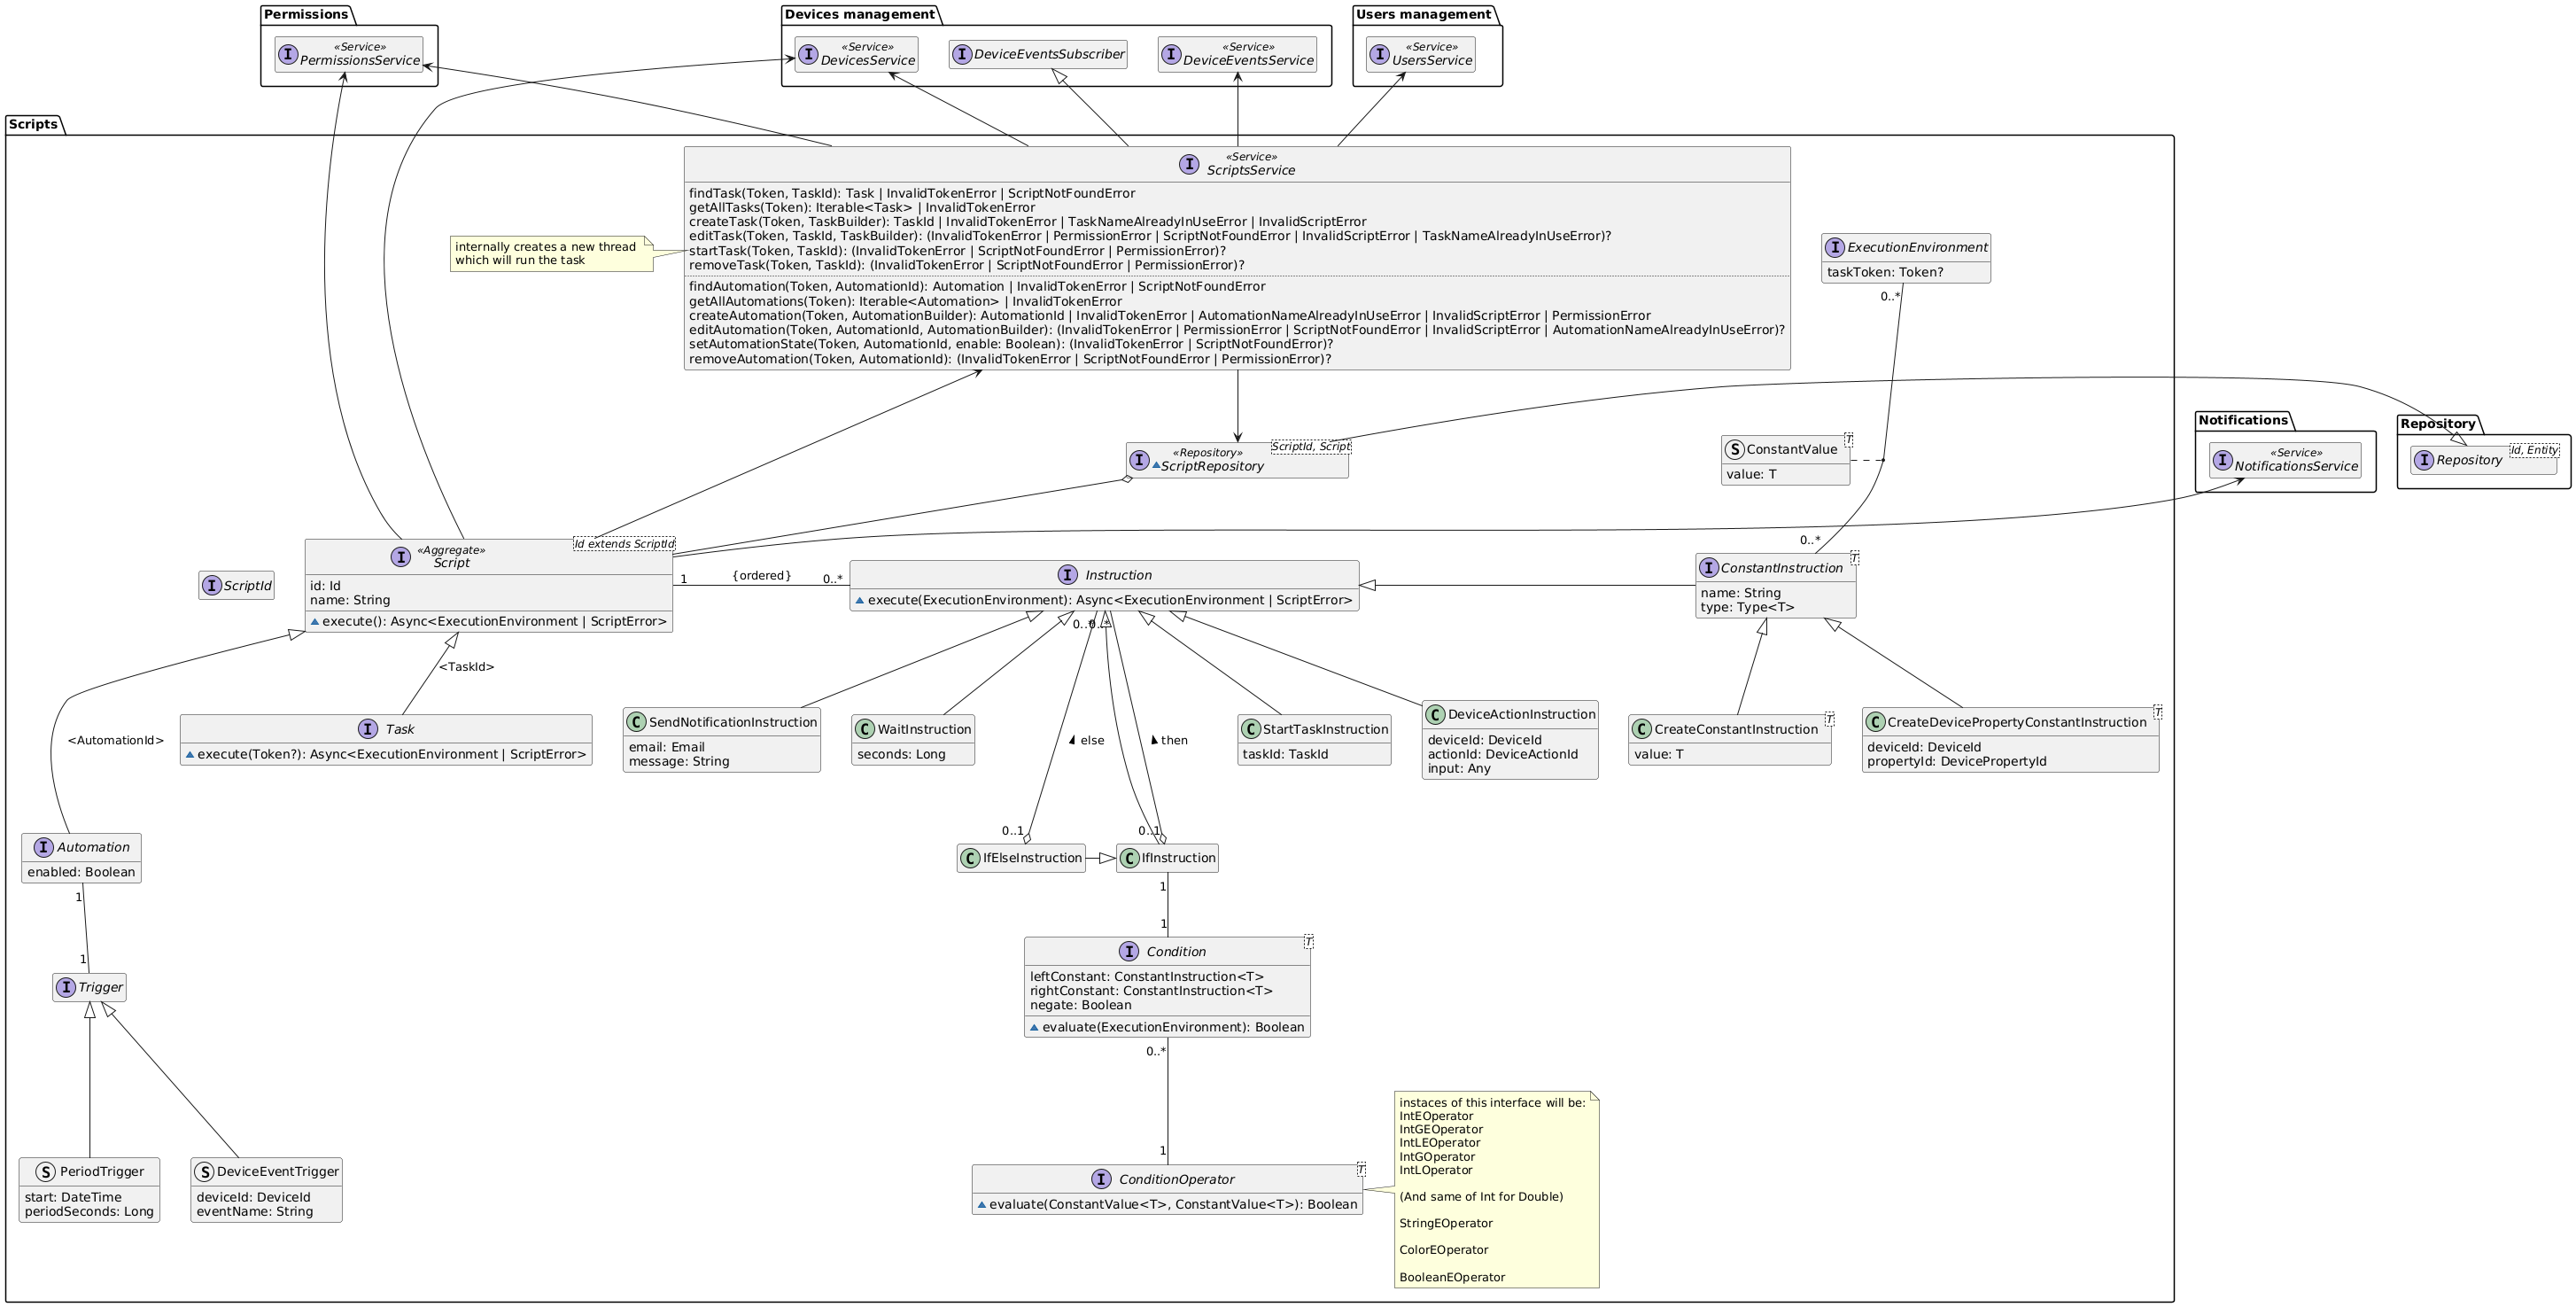 Permissions
«Service»
PermissionsService
Devices management
«Service»
DevicesService
DeviceEventsSubscriber
«Service»
DeviceEventsService
Users management
«Service»
UsersService
Scripts
«Service»
ScriptsService
findTask(Token, TaskId): Task | InvalidTokenError | ScriptNotFoundError
getAllTasks(Token): Iterable<Task> | InvalidTokenError
createTask(Token, TaskBuilder): TaskId | InvalidTokenError | TaskNameAlreadyInUseError | InvalidScriptError
editTask(Token, TaskId, TaskBuilder): (InvalidTokenError | PermissionError | ScriptNotFoundError | InvalidScriptError | TaskNameAlreadyInUseError)?
startTask(Token, TaskId): (InvalidTokenError | ScriptNotFoundError | PermissionError)?
removeTask(Token, TaskId): (InvalidTokenError | ScriptNotFoundError | PermissionError)?
findAutomation(Token, AutomationId): Automation | InvalidTokenError | ScriptNotFoundError
getAllAutomations(Token): Iterable<Automation> | InvalidTokenError
createAutomation(Token, AutomationBuilder): AutomationId | InvalidTokenError | AutomationNameAlreadyInUseError | InvalidScriptError | PermissionError
editAutomation(Token, AutomationId, AutomationBuilder): (InvalidTokenError | PermissionError | ScriptNotFoundError | InvalidScriptError | AutomationNameAlreadyInUseError)?
setAutomationState(Token, AutomationId, enable: Boolean): (InvalidTokenError | ScriptNotFoundError)?
removeAutomation(Token, AutomationId): (InvalidTokenError | ScriptNotFoundError | PermissionError)?
internally creates a new thread
which will run the task
I ExecutionEnvironment
taskToken: Token?
0..*
«Repository»
ScriptRepository
ScriptId, Script
S ConstantValue
T
value: T
Notifications
«Service»
NotificationsService
Repository
Repository
Id, Entity
0..*
ScriptId
«Aggregate»
Script
Id extends ScriptId
id: Id
name: String
execute(): Async<ExecutionEnvironment | ScriptError>
1
{ordered}
0..*
Instruction
execute(ExecutionEnvironment): Async<ExecutionEnvironment | ScriptError>
ConstantInstruction
T
name: String
type: Type<T>
0..*
0..*
<TaskId>
<AutomationId>
Task
execute(Token?): Async<ExecutionEnvironment | ScriptError>
C SendNotificationInstruction
email: Email
message: String
C WaitInstruction
seconds: Long
else
then
C StartTaskInstruction
taskId: TaskId
C DeviceActionInstruction
deviceId: DeviceId
actionId: DeviceActionId
input: Any
C CreateConstantInstruction
T
value: T
C CreateDevicePropertyConstantInstruction
T
deviceId: DeviceId
propertyId: DevicePropertyId
0..1
0..1
C IfElseInstruction
C IfInstruction
I Automation
enabled: Boolean
1
1
1
1
I Trigger
I Condition
T
leftConstant: ConstantInstruction<T>
rightConstant: ConstantInstruction<T>
negate: Boolean
evaluate(ExecutionEnvironment): Boolean
0..*
1
S PeriodTrigger
start: DateTime
periodSeconds: Long
S DeviceEventTrigger
deviceId: DeviceId
eventName: String
I ConditionOperator
T
evaluate(ConstantValue<T>, ConstantValue<T>): Boolean
instaces of this interface will be:
IntEOperator
IntGEOperator
IntLEOperator
IntGOperator
IntLOperator
(And same of Int for Double)
StringEOperator
ColorEOperator
BooleanEOperator